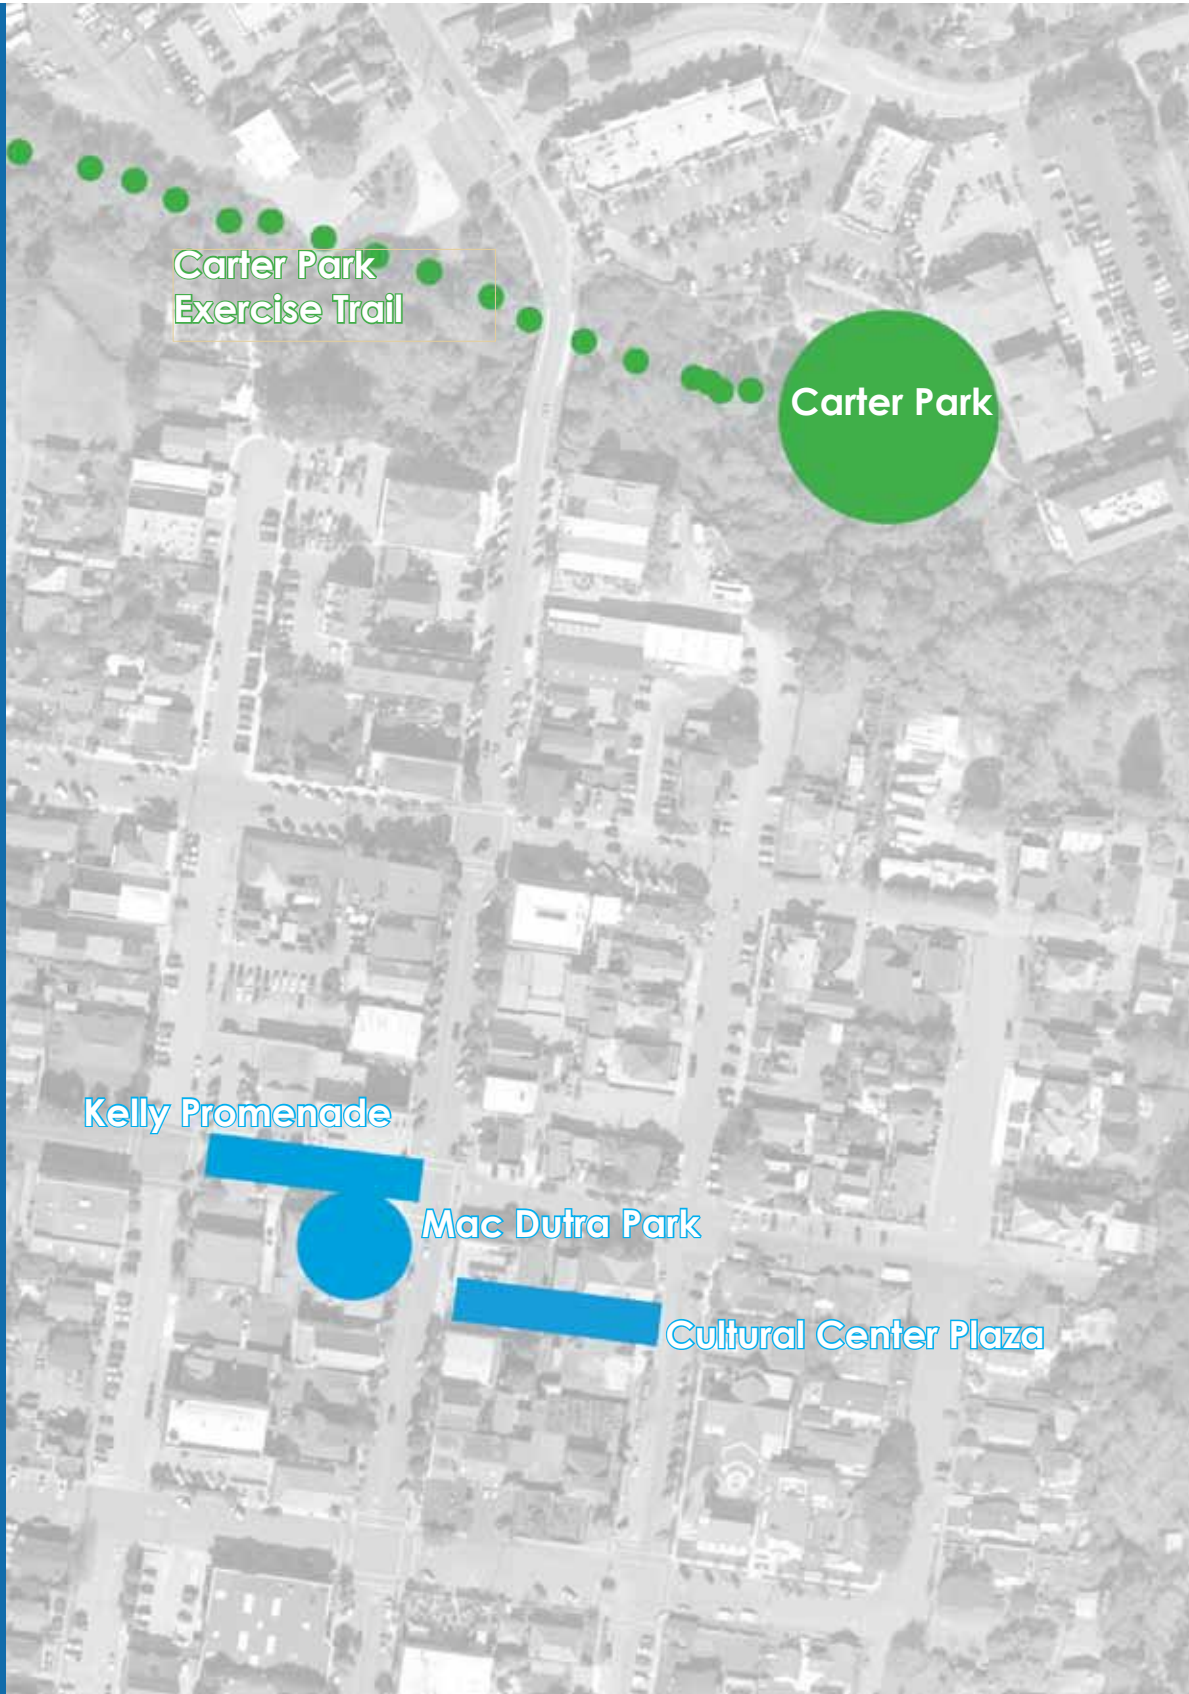 Carter Park
Exercise Trail
Carter Park
Kelly Promenade
Mac Dutra Park
Cultural Center Plaza